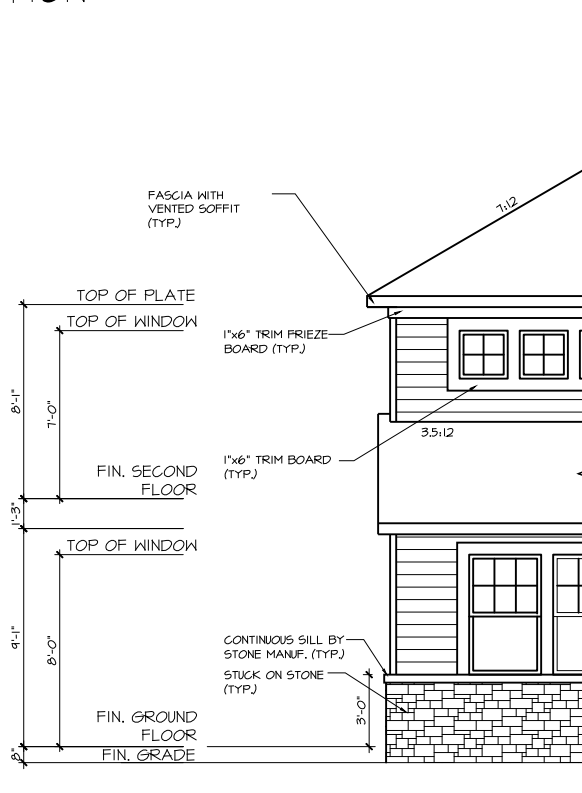 FASCIA WITH
VENTED SOFFIT
(TYP.)
7:12
TOP OF PLATE
TOP OF WINDOW
1"x6" TRIM FRIEZE
BOARD (TYP.)
8'-1"
7'-0"
3.5:12
1"x6" TRIM BOARD
(TYP.)
FIN. SECOND
FLOOR
1'-3"
TOP OF WINDOW
9'-1"
8'-0"
CONTINUOUS SILL BY
STONE MANUF. (TYP.)
STUCK ON STONE
(TYP.)
3'-0"
FIN. GROUND
FLOOR
FIN. GRADE
8"